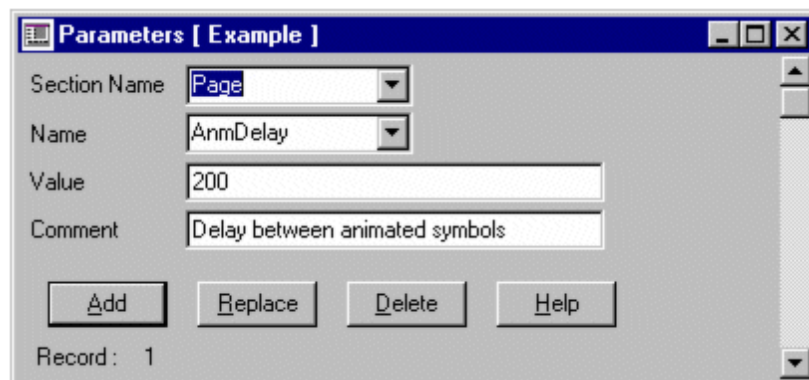 Parameters [ Example ]
Section Name Page
Name AnmDelay
Value 200
Comment Delay between animated symbols
Add Replace Delete Help
Record : 1